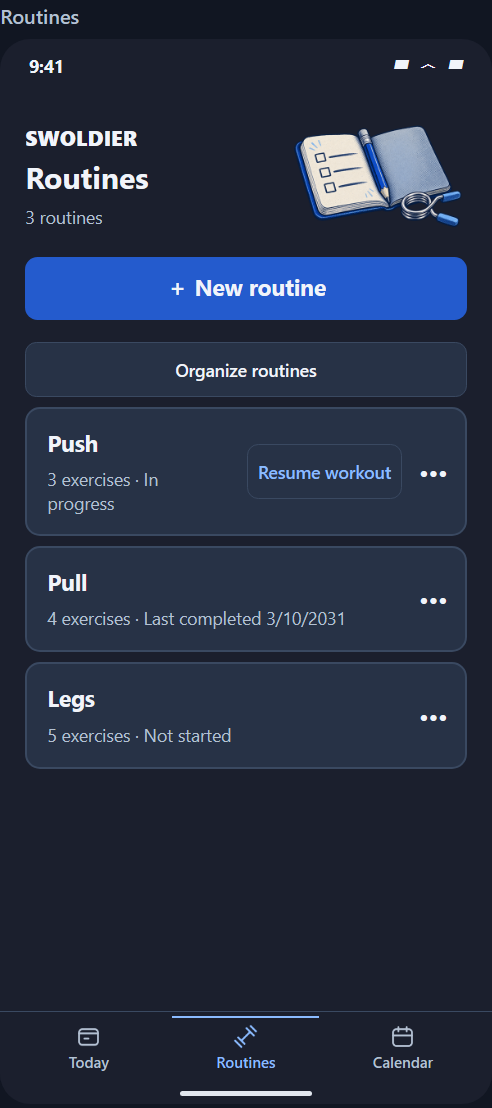 Routines
9:41
SWOLDIER
Routines
3 routines
+ New routine
Organize routines
Push
3 exercises · In
progress
Resume workout
Pull
4 exercises · Last completed 3/10/2031
Legs
5 exercises · Not started
Today
Routines
Calendar